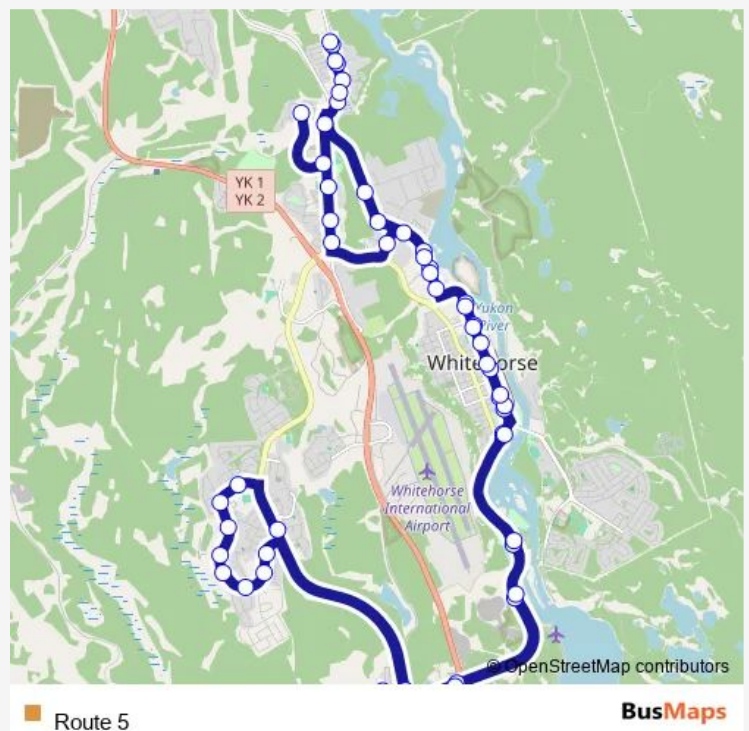 YK 1
YK 2
Yukon
River
Whitehorse
Whitehorse
International
Airport
© OpenStreetMap contributors
Route 5
BusMaps